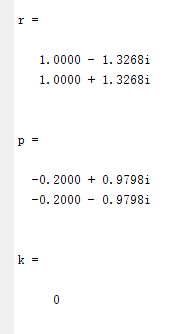 r =
1.0000 - 1.3268i
1.0000 + 1.3268i
p =
-0.2000 + 0.9798i
-0.2000 - 0.9798i
k =
0